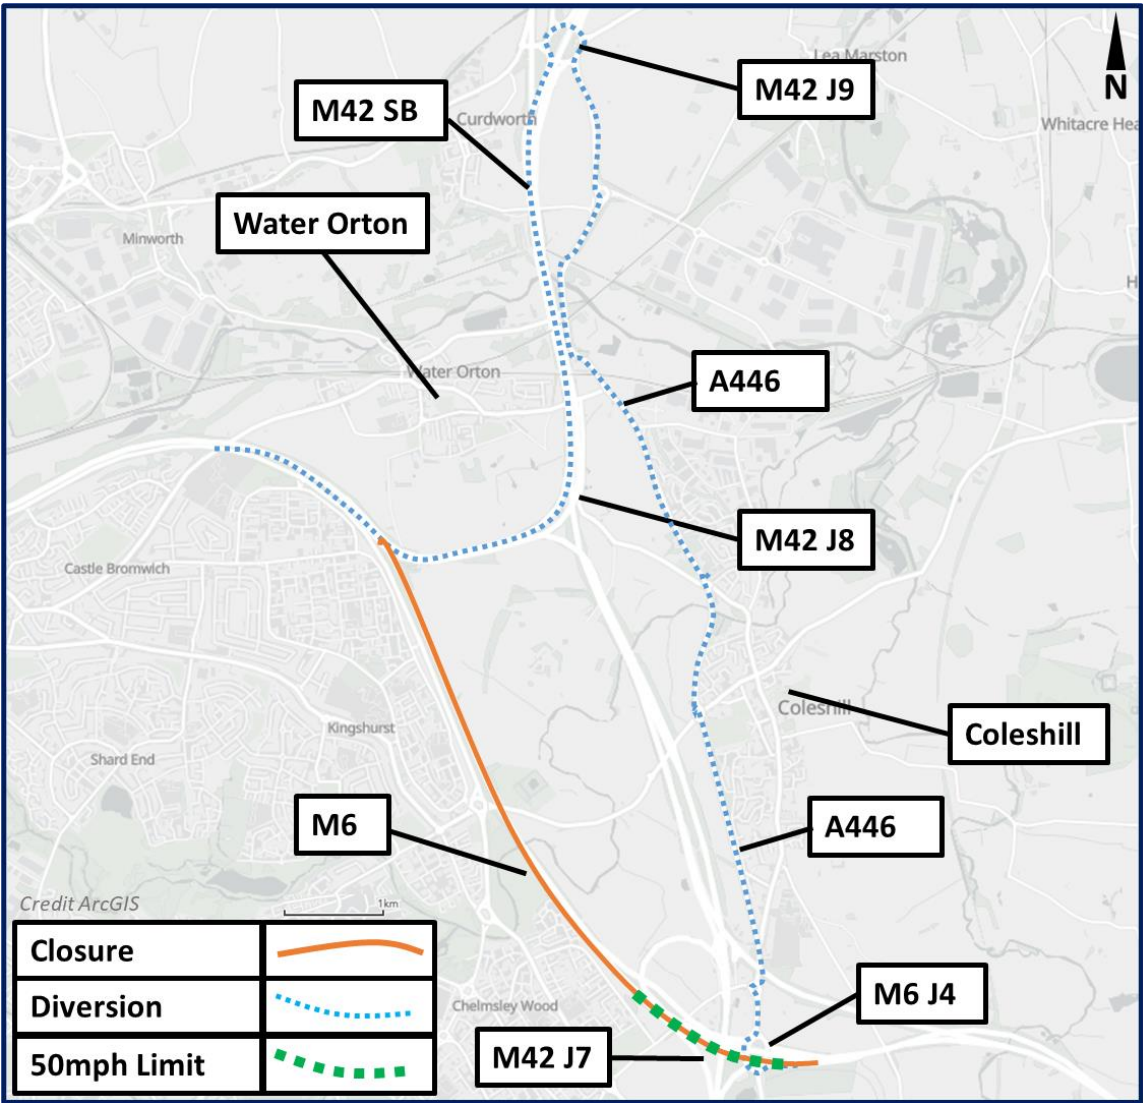 Lea Marston
M42 J9
N
M42 SB
Curdworth
Whitacre Hea
Water Orton
Minworth
H
Water Orton
A446
M42 J8
Castle Bromwich
Coleshill
Kingshurst
Coleshill
Shard End
M6
A446
Credit ArcGIS
1km
Closure
Diversion
50mph Limit
Chelmsley Wood
M6 J4
M42 J7